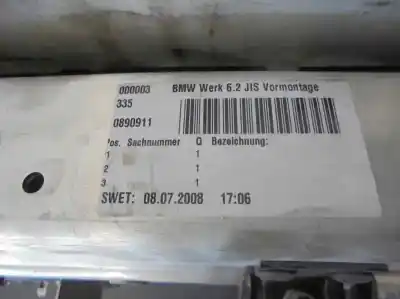 000003 BMW Werk 6.2 JIS Vormontage
335
0890911
Pos. Sachnummer Q Bezeichnung:
1 1
2 1
3 1
SWET: 08.07.2008 17:06